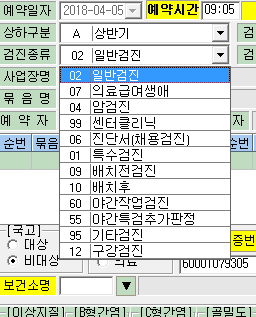 예약일자 2018-04-05 예약시간 09:05
상하구분 A 상반기 검
검진종류 02 일반검진 검
사업장명 02 일반검진
묶 음 명 07 의료급여생애
예 약 자 04 암검진 자
순번 묶음 99 센터클리닉 순번
06 진단서(채용검진)
01 특수검진
09 배치전검진
10 배치후
60 야간작업검진
55 야간특검추가판정
[국고] 95 기타검진
대상 12 구강검진 증번
비대상 의료 60001079305
보건소명
[이상지질] [B형간염] [C형간염] [골밀도]